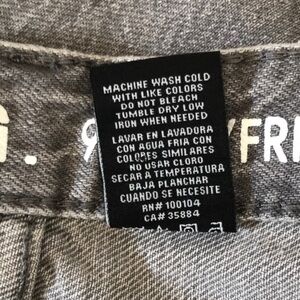 MACHINE WASH COLD
WITH LIKE COLORS
DO NOT BLEACH
TUMBLE DRY LOW
IRON WHEN NEEDED
LAVAR EN LAVADORA
CON AGUA FRIA CON
COLORES SIMILARES
NO USAR CLORO
SECAR A TEMPERATURA
BAJA PLANCHAR
CUANDO SE NECESITE
RN# 100104
CA# 35884